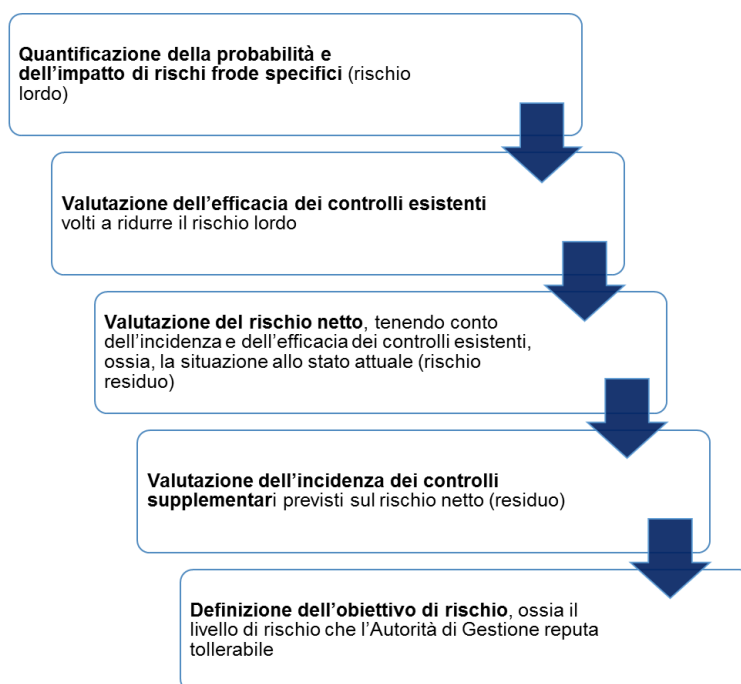 Quantificazione della probabilità e
dell'impatto di rischi frode specifici (rischio
lordo)
Valutazione dell'efficacia dei controlli esistenti
volti a ridurre il rischio lordo
Valutazione del rischio netto, tenendo conto
dell'incidenza e dell'efficacia dei controlli esistenti,
ossia, la situazione allo stato attuale (rischio
residuo)
Valutazione dell'incidenza dei controlli
supplementari previsti sul rischio netto (residuo)
Definizione dell'obiettivo di rischio, ossia il
livello di rischio che l'Autorità di Gestione reputa
tollerabile